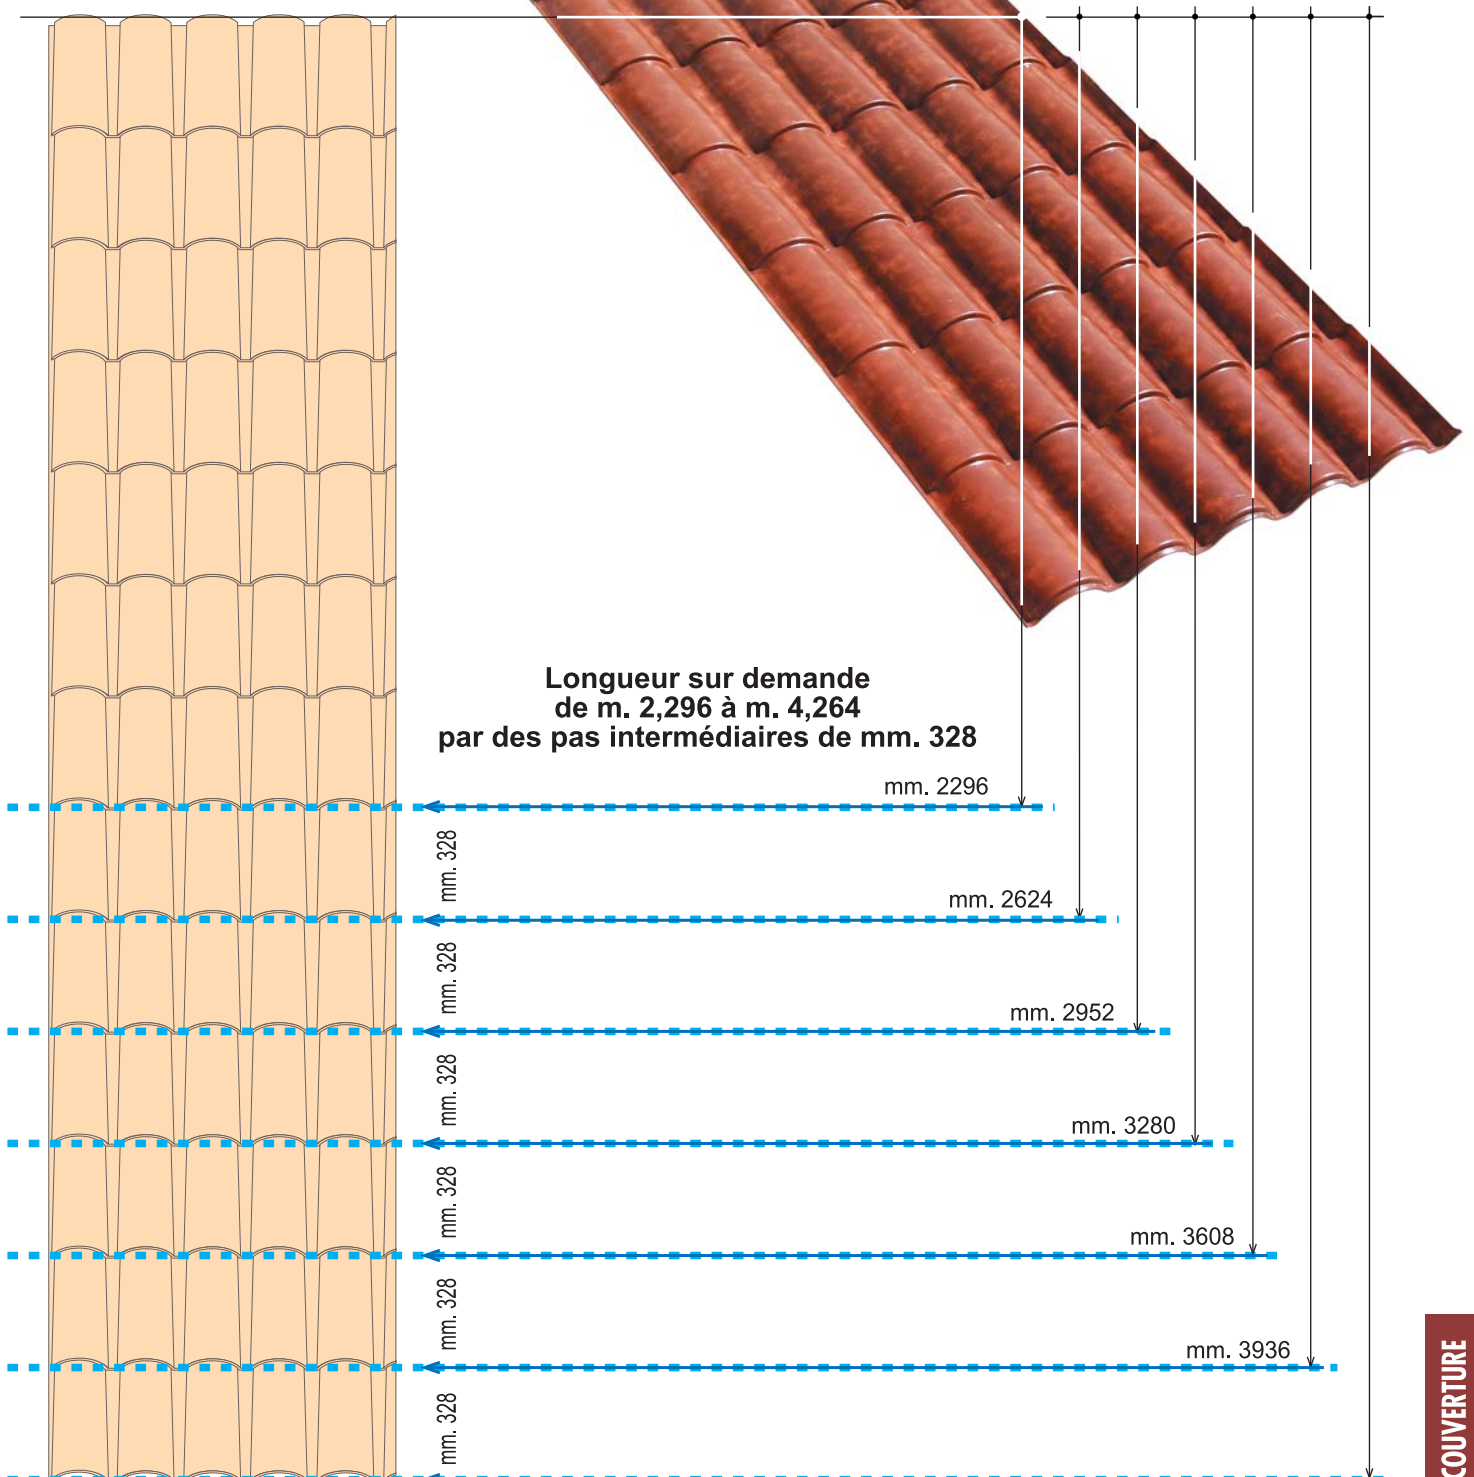 Longueur sur demande
de m. 2,296 à m. 4,264
par des pas intermédiaires de mm. 328
mm. 2296
mm. 328
mm. 2624
mm. 328
mm. 2952
mm. 328
mm. 3280
mm. 328
mm. 3608
mm. 328
mm. 3936
mm. 328
COUVERTURE